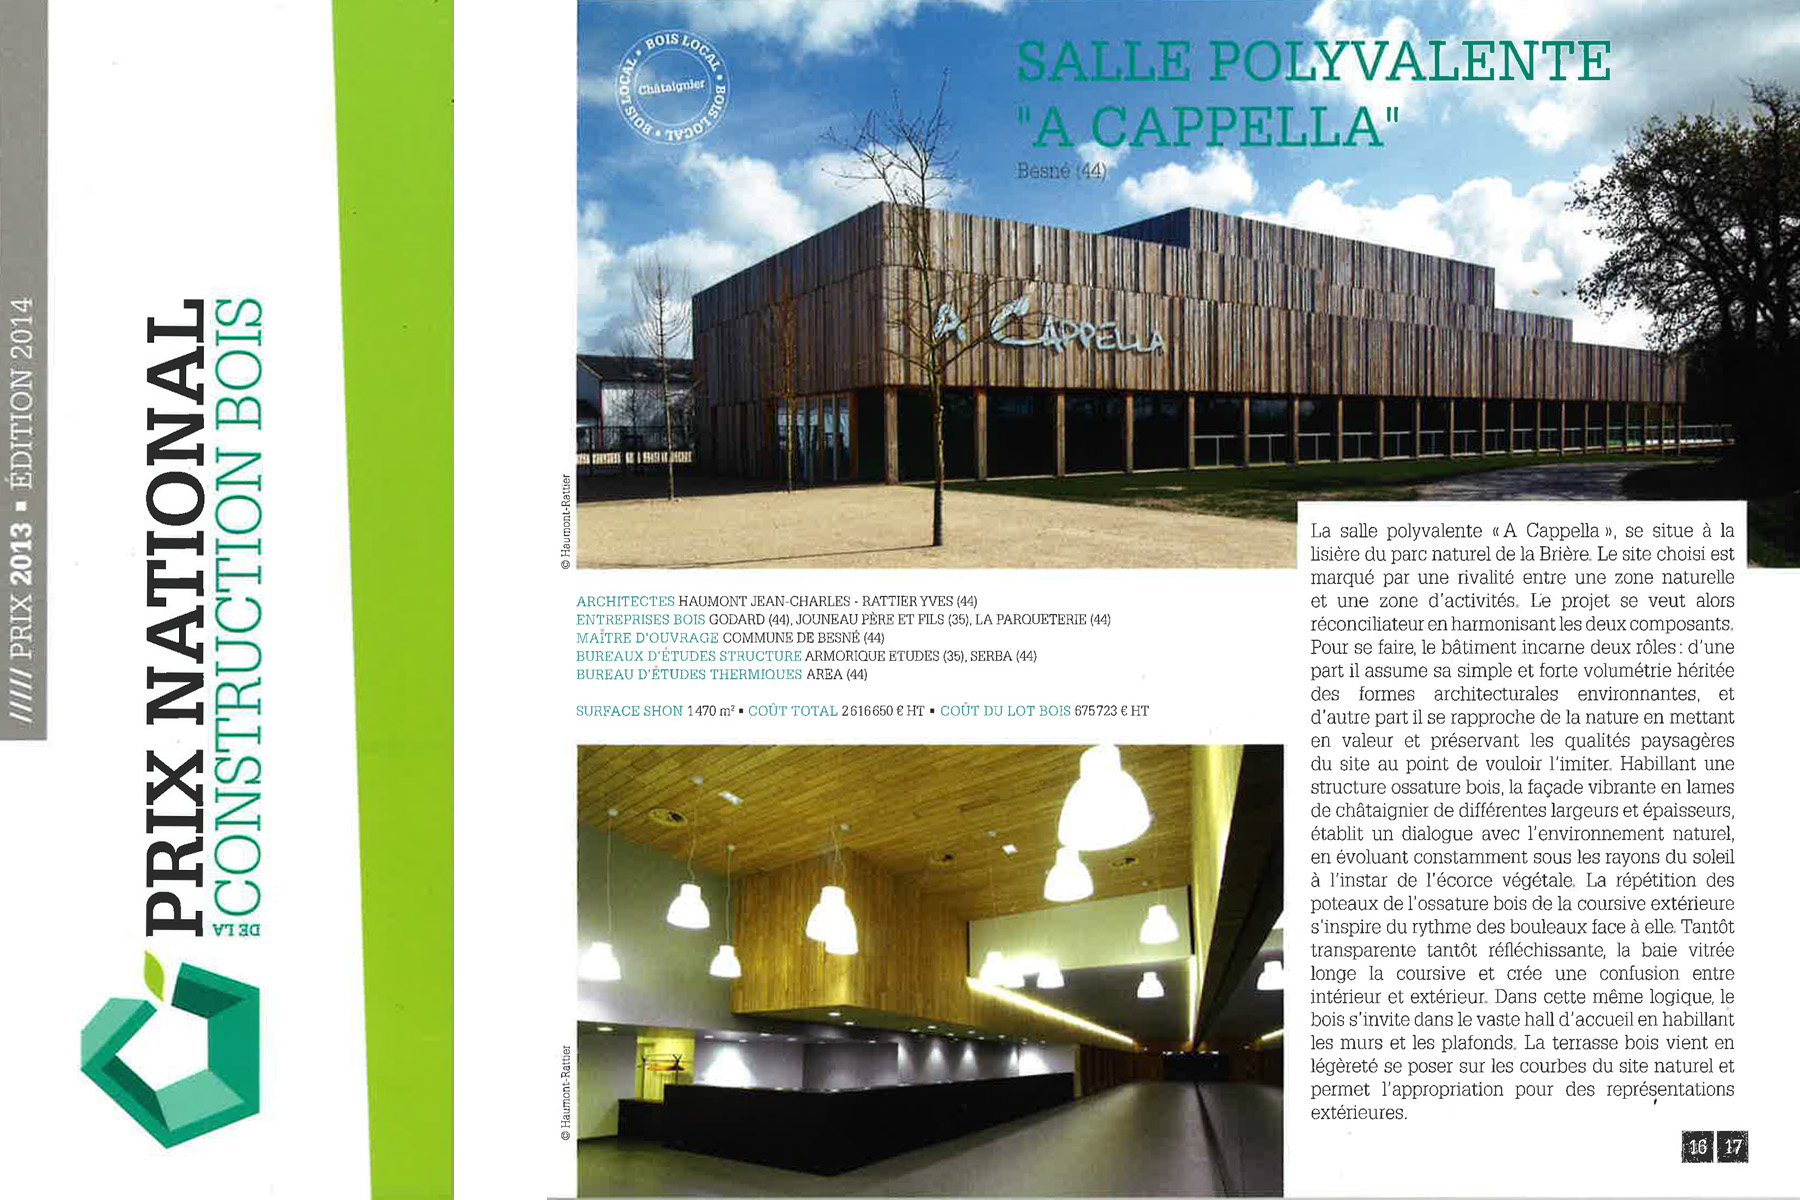 ///// PRIX 2013 ▪ ÉDITION 2014
PRIX NATIONAL
DE LA CONSTRUCTION BOIS
BOIS LOCAL • BOIS LOCAL • BOIS LOCAL •
Châtaignier
SALLE POLYVALENTE
"A CAPPELLA"
Besné (44)
A CAPPELLA
© Haumont-Rattier
ARCHITECTES HAUMONT JEAN-CHARLES - RATTIER YVES (44)
ENTREPRISES BOIS GODARD (44), JOUNEAU PÈRE ET FILS (35), LA PARQUETERIE (44)
MAÎTRE D'OUVRAGE COMMUNE DE BESNÉ (44)
BUREAUX D'ÉTUDES STRUCTURE ARMORIQUE ETUDES (35), SERBA (44)
BUREAU D'ÉTUDES THERMIQUES AREA (44)
SURFACE SHON 1 470 m² ▪ COÛT TOTAL 2 616 650 € HT ▪ COÛT DU LOT BOIS 675 723 € HT
© Haumont-Rattier
La salle polyvalente « A Cappella », se situe à la
lisière du parc naturel de la Brière. Le site choisi est
marqué par une rivalité entre une zone naturelle
et une zone d'activités. Le projet se veut alors
réconciliateur en harmonisant les deux composants.
Pour se faire, le bâtiment incarne deux rôles : d'une
part il assume sa simple et forte volumétrie héritée
des formes architecturales environnantes, et
d'autre part il se rapproche de la nature en mettant
en valeur et préservant les qualités paysagères
du site au point de vouloir l'imiter. Habillant une
structure ossature bois, la façade vibrante en lames
de châtaignier de différentes largeurs et épaisseurs,
établit un dialogue avec l'environnement naturel,
en évoluant constamment sous les rayons du soleil
à l'instar de l'écorce végétale. La répétition des
poteaux de l'ossature bois de la coursive extérieure
s'inspire du rythme des bouleaux face à elle. Tantôt
transparente tantôt réfléchissante, la baie vitrée
longe la coursive et crée une confusion entre
intérieur et extérieur. Dans cette même logique, le
bois s'invite dans le vaste hall d'accueil en habillant
les murs et les plafonds. La terrasse bois vient en
légèreté se poser sur les courbes du site naturel et
permet l'appropriation pour des représentations
extérieures.
16 17